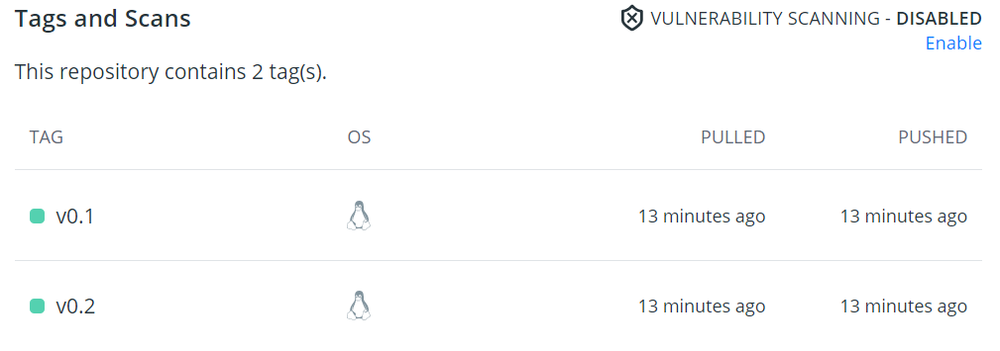 Tags and Scans
VULNERABILITY SCANNING - DISABLED
Enable
This repository contains 2 tag(s).
TAG OS PULLED PUSHED
v0.1 13 minutes ago 13 minutes ago
v0.2 13 minutes ago 13 minutes ago